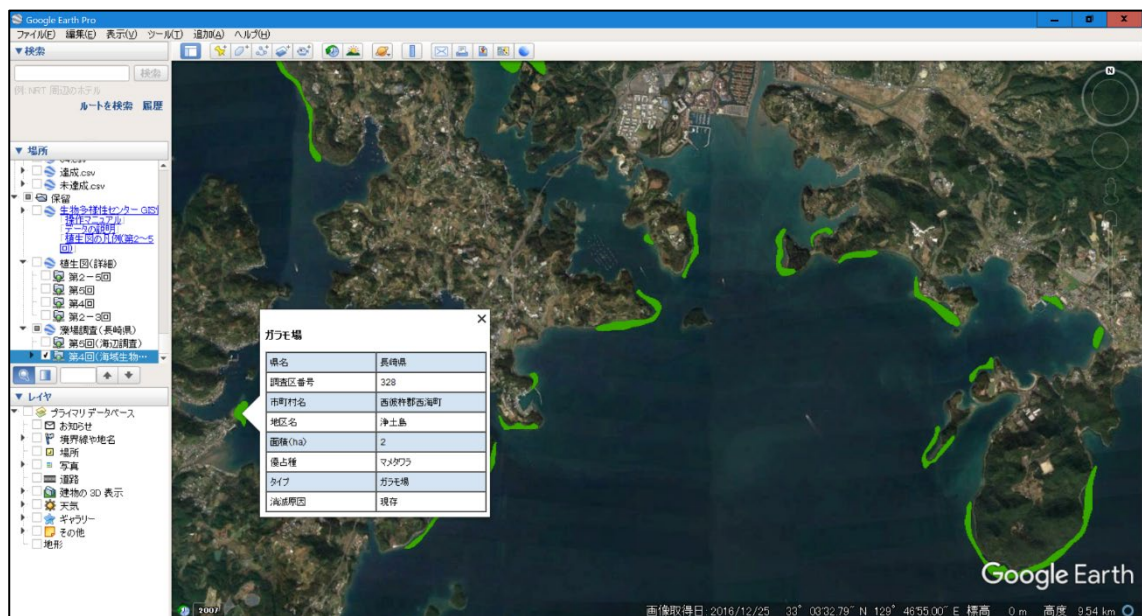 Google Earth Pro
ファイル(F) 編集(E) 表示(V) ツール(T) 追加(A) ヘルプ(H)
▼検索
検索
例: NRT 周辺のホテル
ルートを検索 履歴
▼ 場所
達成.csv
未達成.csv
保留
生物多様性センター GIS
操作マニュアル
データの説明
植生図の凡例(第2～5
回)
植生図(詳細)
第2－5回
第5回
第4回
第2－3回
藻場調査(長崎県)
第5回(海辺調査)
第4回(海域生物…
▼ レイヤ
プライマリ データベース
お知らせ
境界線や地名
場所
写真
道路
建物の 3D 表示
天気
ギャラリー
その他
地形
N
ガラモ場
県名 長崎県
調査区番号 328
市町村名 西彼杵郡西海町
地区名 浄土島
面積(ha) 2
優占種 マメタワラ
タイプ ガラモ場
消滅原因 現存
Google Earth
2007
画像取得日: 2016/12/25 33° 03'32.79" N 129° 46'55.00" E 標高 0 m 高度 9.54 km